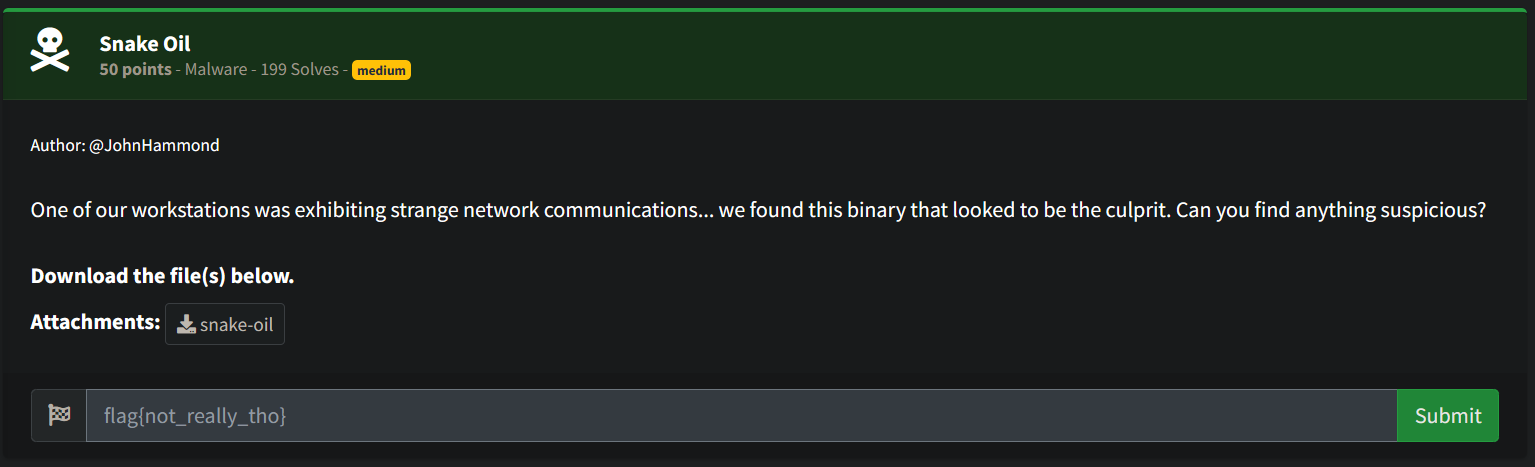 Snake Oil
50 points - Malware - 199 Solves - medium
Author: @JohnHammond
One of our workstations was exhibiting strange network communications... we found this binary that looked to be the culprit. Can you find anything suspicious?
Download the file(s) below.
Attachments: snake-oil
flag{not_really_tho} Submit